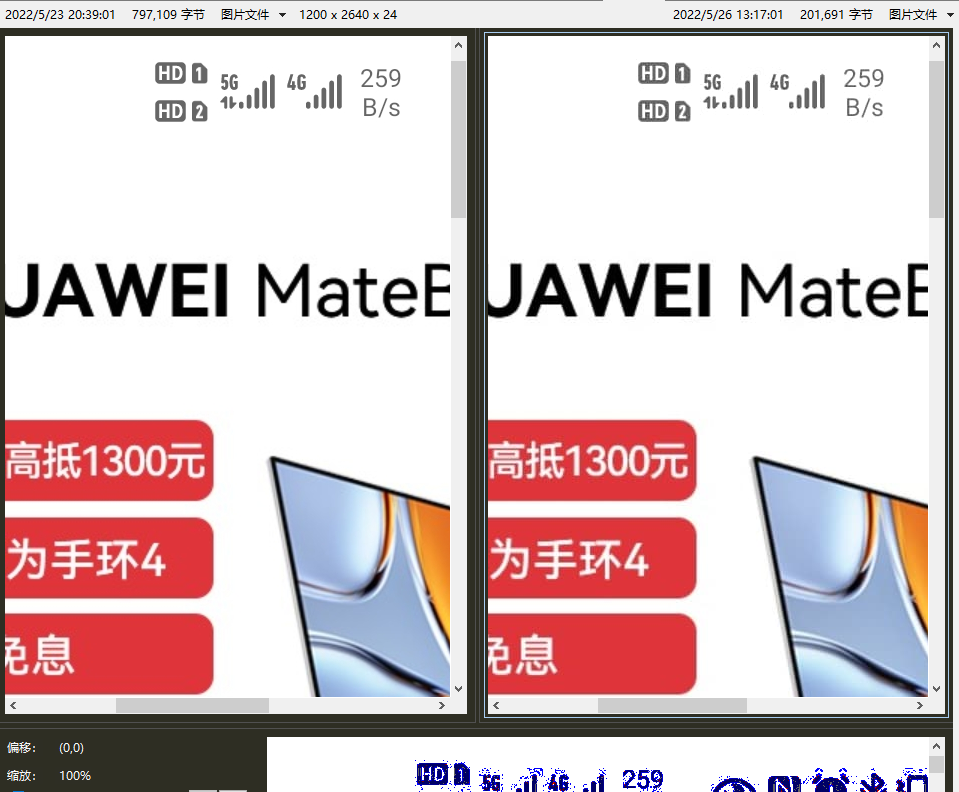 2022/5/23 20:39:01 797,109 字节 图片文件 1200 x 2640 x 24
2022/5/26 13:17:01 201,691 字节 图片文件
HD 1 5G 4G 259
HD 2 B/s
UAWEI MateB
高抵1300元
为手环4
免息
HD 1 5G 4G 259
HD 2 B/s
UAWEI MateB
高抵1300元
为手环4
免息
偏移: (0,0)
缩放: 100%
HD 1 5G 4G 259